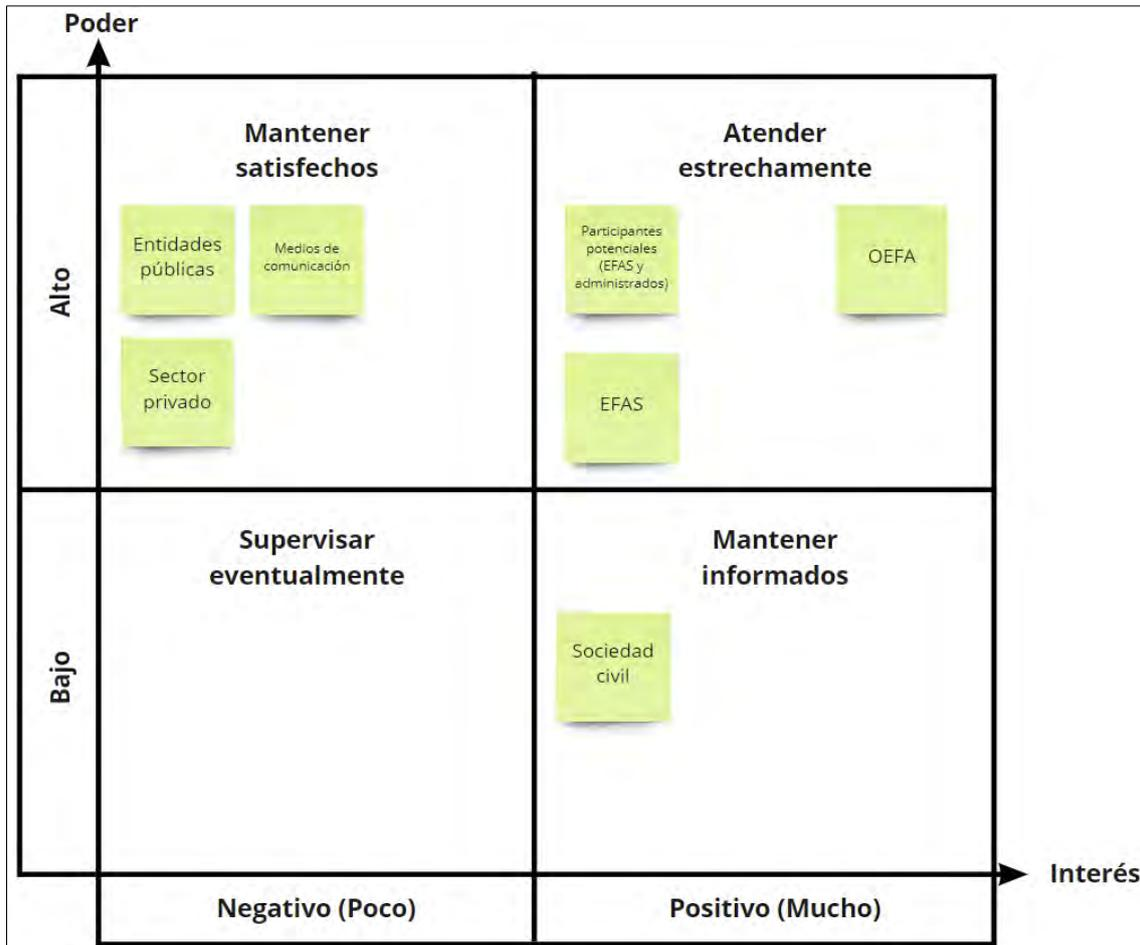 Poder
Mantener
satisfechos
Atender
estrechamente
Alto
Entidades
públicas
Medios de
comunicación
Participantes
potenciales
(EFAS y
administrados)
OEFA
Sector
privado
EFAS
Supervisar
eventualmente
Mantener
informados
Bajo
Sociedad
civil
Interés
Negativo (Poco)
Positivo (Mucho)